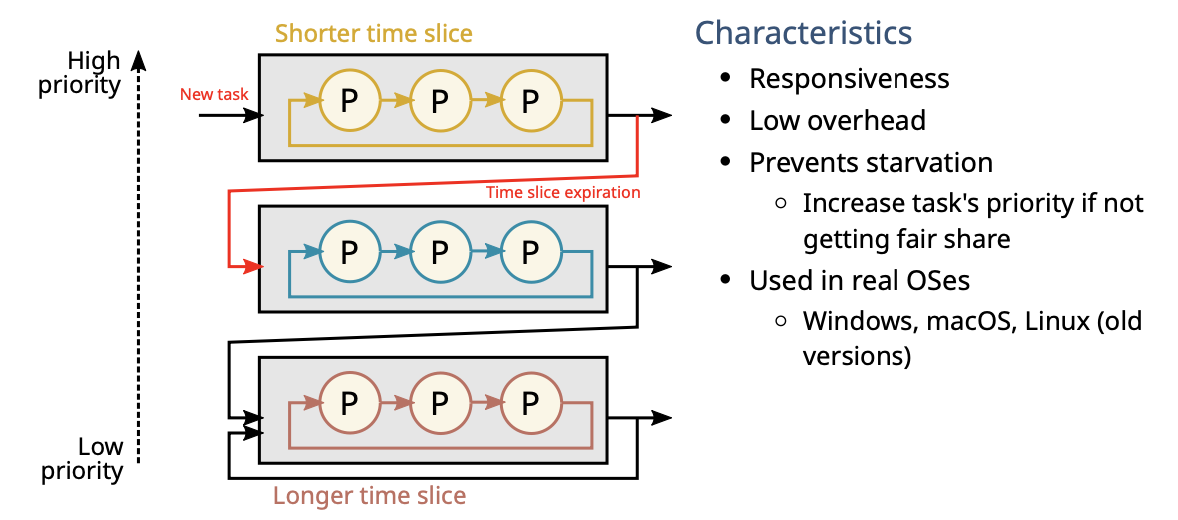 Shorter time slice
High
priority
New task
P P P
Time slice expiration
P P P
P P P
Low
priority
Longer time slice
Characteristics
• Responsiveness
• Low overhead
• Prevents starvation
○ Increase task's priority if not
getting fair share
• Used in real OSes
○ Windows, macOS, Linux (old
versions)